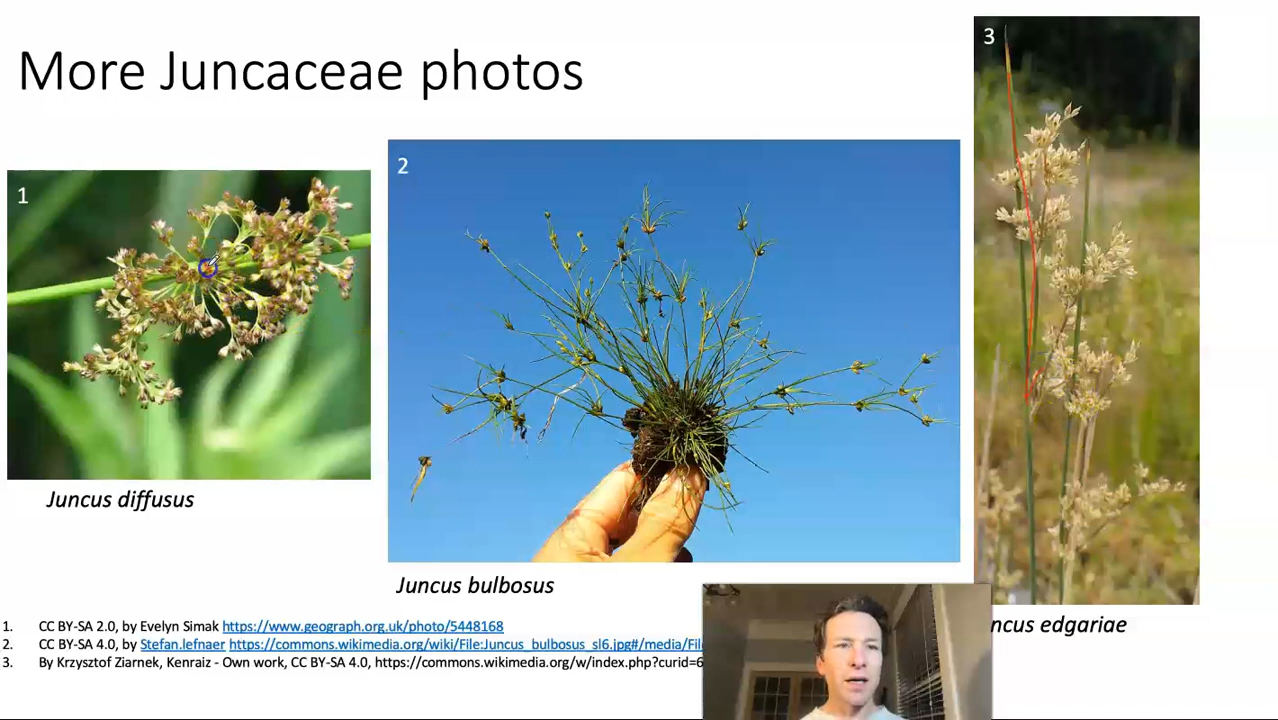 More Juncaceae photos
1
2
3
Juncus diffusus
Juncus bulbosus
ncus edgariae
1. CC BY-SA 2.0, by Evelyn Simak https://www.geograph.org.uk/photo/5448168
2. CC BY-SA 4.0, by Stefan.lefnaer https://commons.wikimedia.org/wiki/File:Juncus_bulbosus_sl6.jpg#/media/Fil
3. By Krzysztof Ziarnek, Kenraiz - Own work, CC BY-SA 4.0, https://commons.wikimedia.org/w/index.php?curid=6